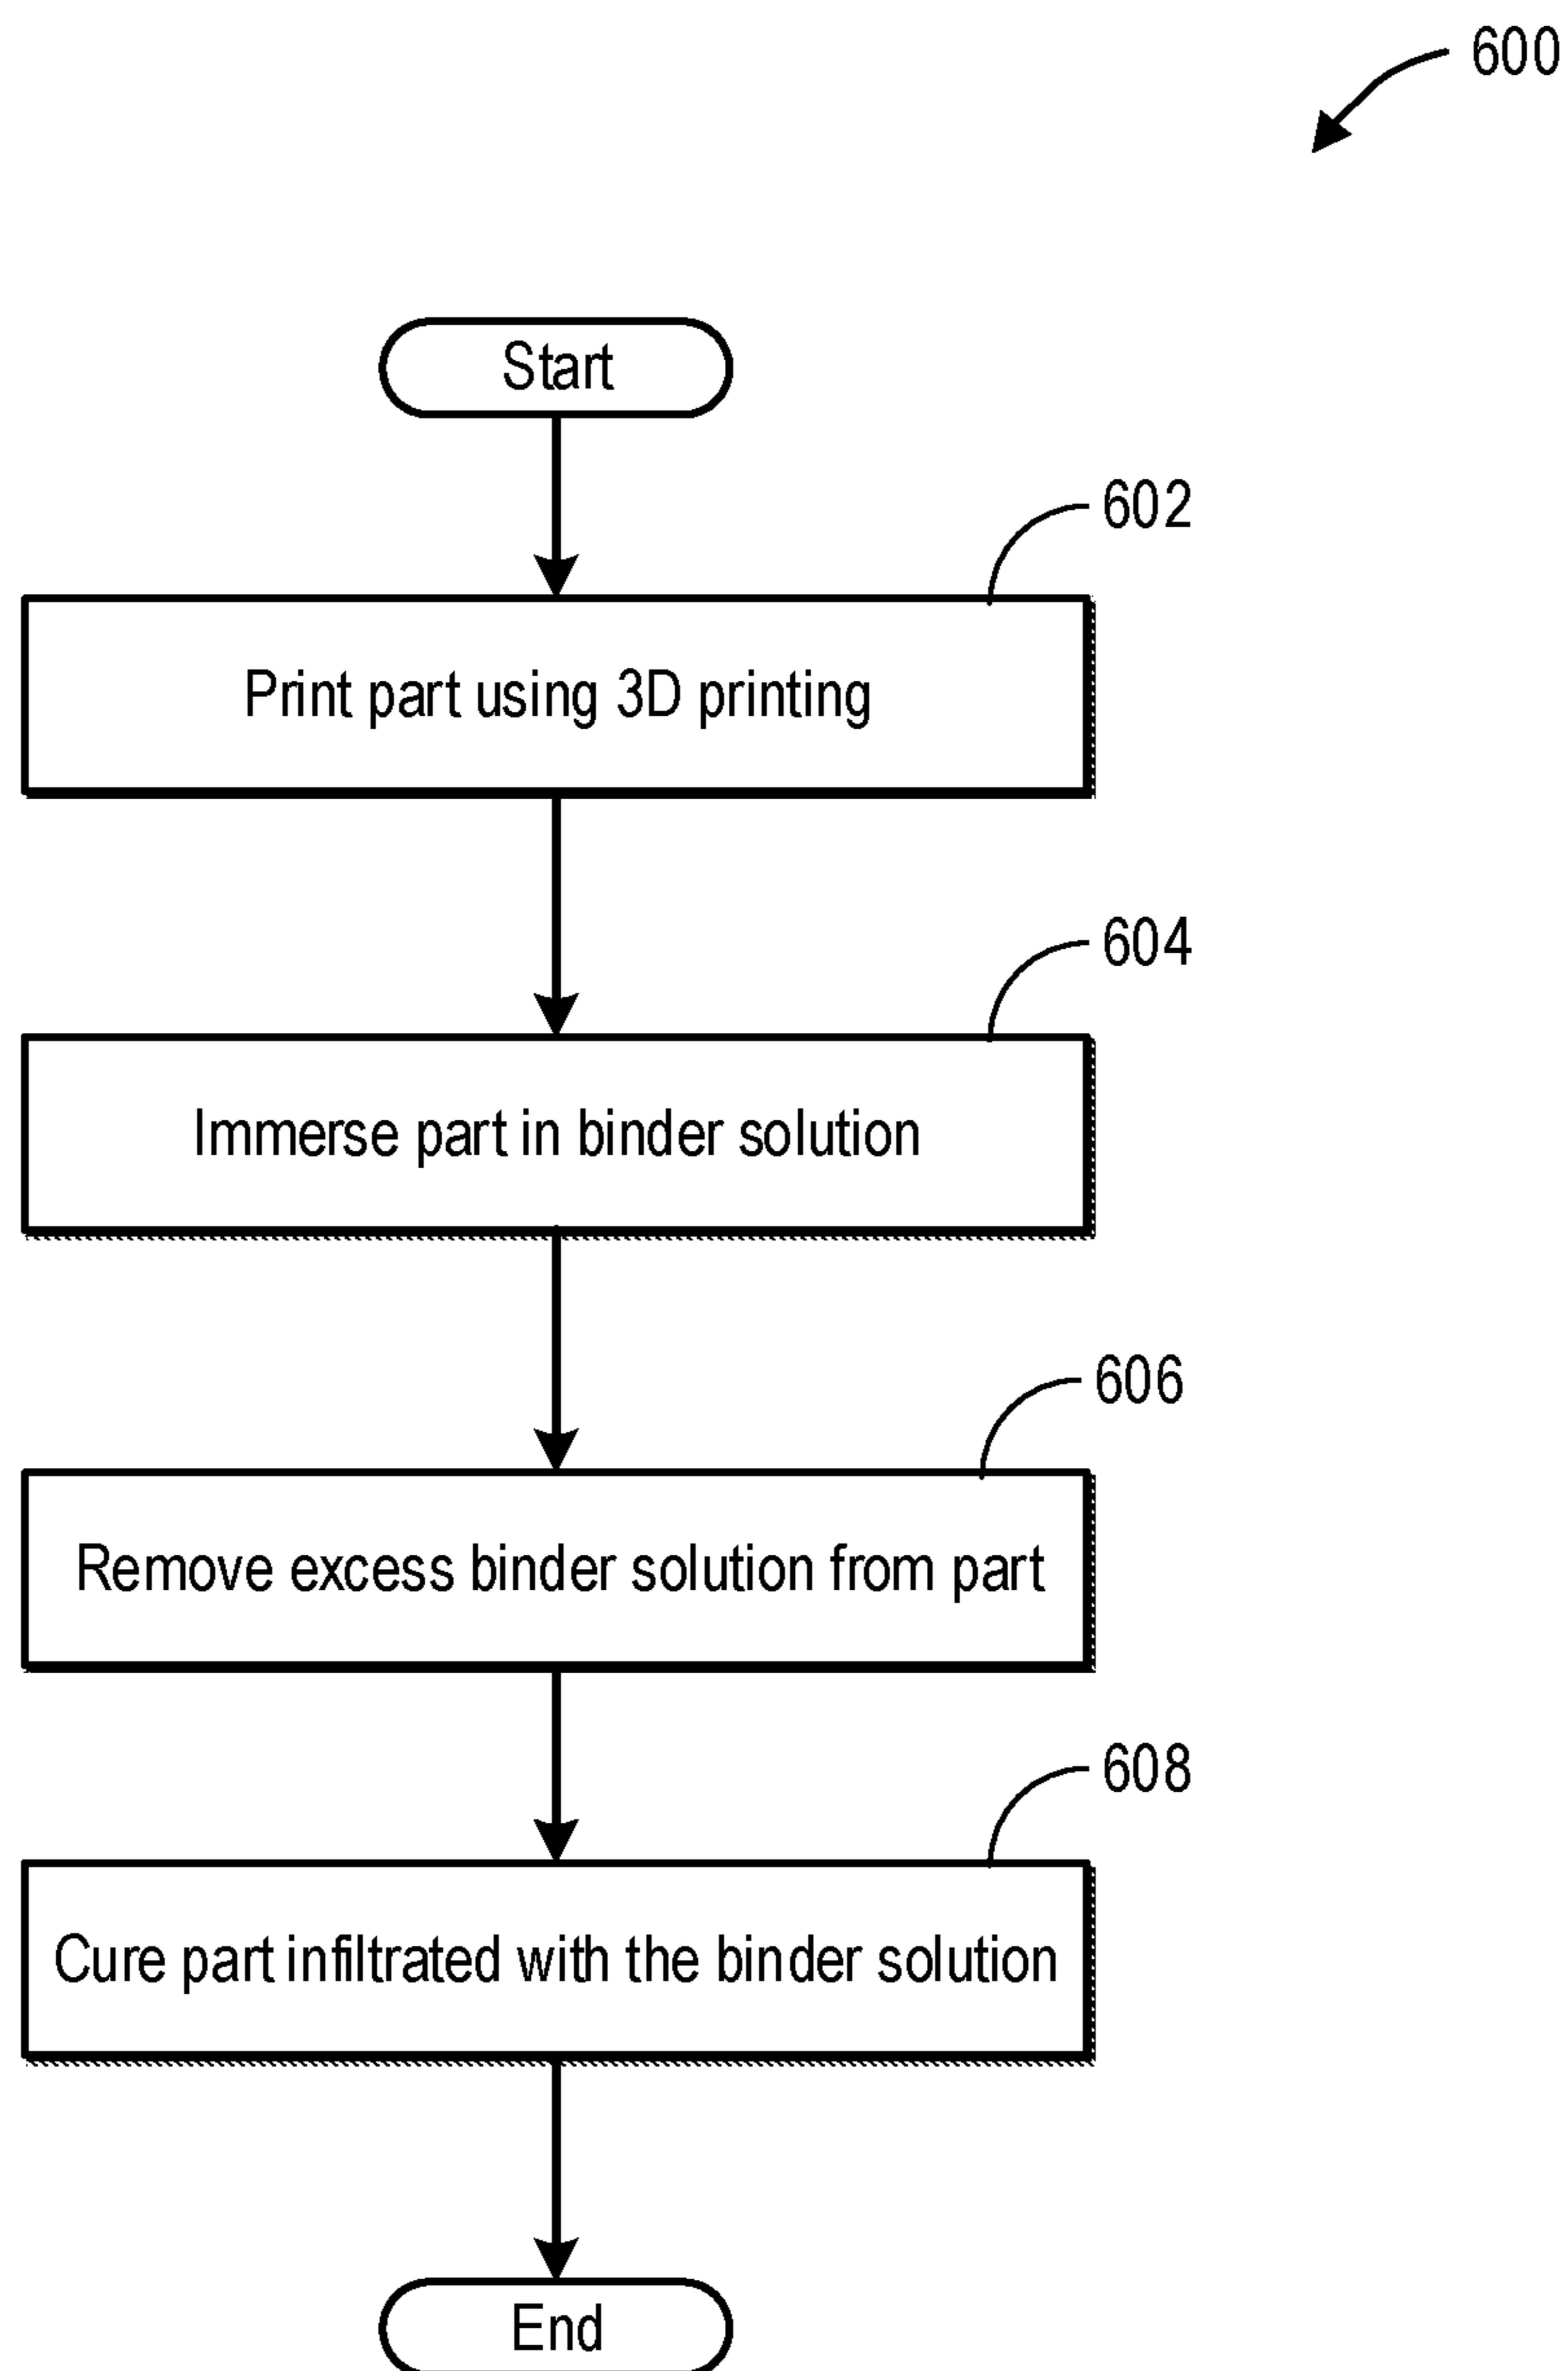 600
Start
602
Print part using 3D printing
604
Immerse part in binder solution
606
Remove excess binder solution from part
608
Cure part infiltrated with the binder solution
End